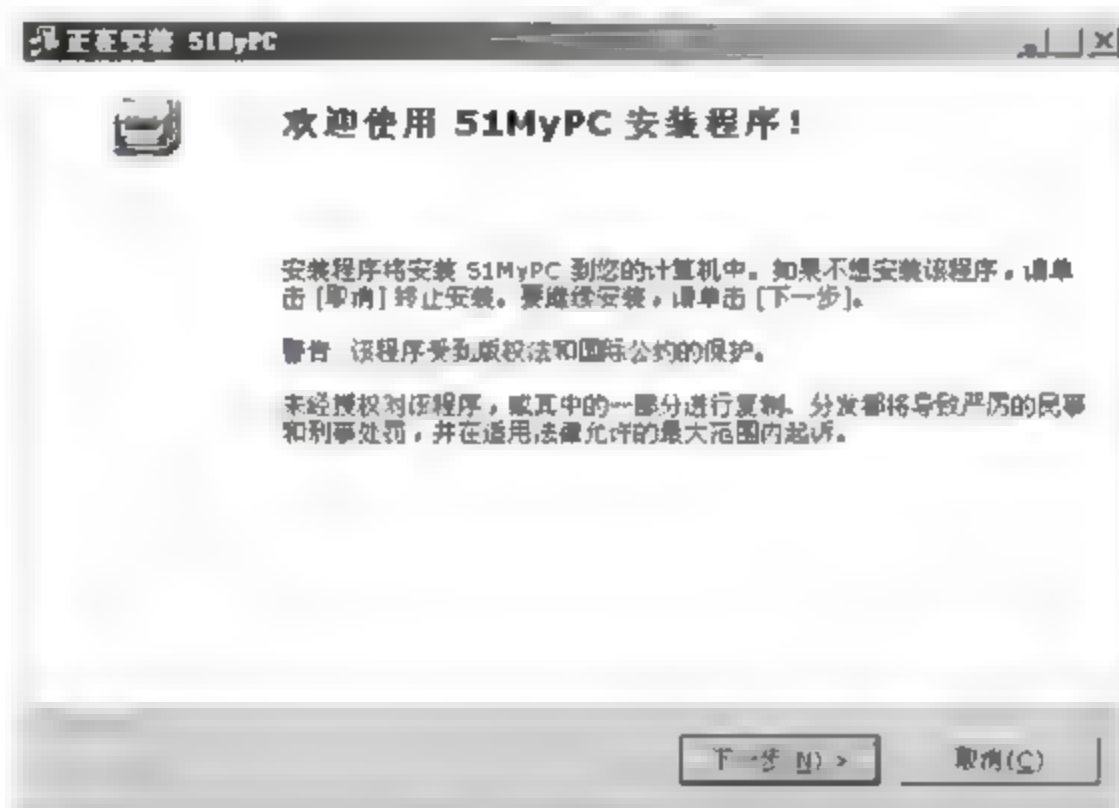 正在安装 51MyPC
欢迎使用 51MyPC 安装程序!
安装程序将安装 51MyPC 到您的计算机中。如果不想安装该程序，请单
击 [取消] 终止安装。要继续安装，请单击 [下一步]。
警告 该程序受到版权法和国际公约的保护。
未经授权对该程序，或其中的一部分进行复制、分发都将导致严厉的民事
和刑事处罚，并在适用法律允许的最大范围内起诉。
下一步 N) >
取消(C)